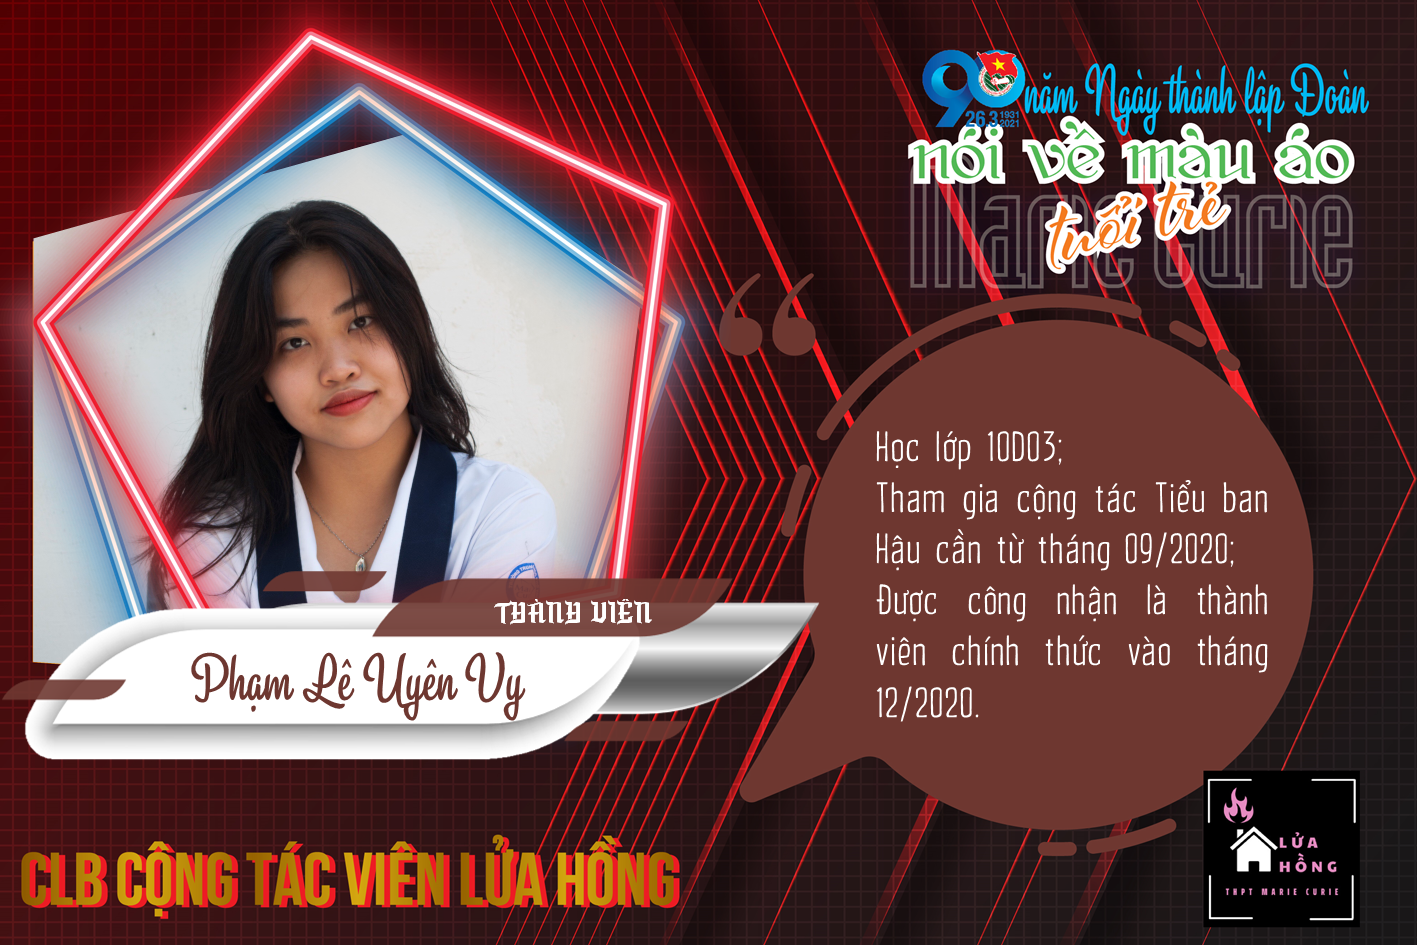 90 năm Ngày thành lập Đoàn
26.3 1931 2021
nói về màu áo
tuổi trẻ
Marie Curie
Học lớp 10D03;
Tham gia cộng tác Tiểu ban
Hậu cần từ tháng 09/2020;
Được công nhận là thành
viên chính thức vào tháng
12/2020.
THÀNH VIÊN
Phạm Lê Uyên Vy
CLB CỘNG TÁC VIÊN LỬA HỒNG
LỬA
HỒNG
THPT MARIE CURIE